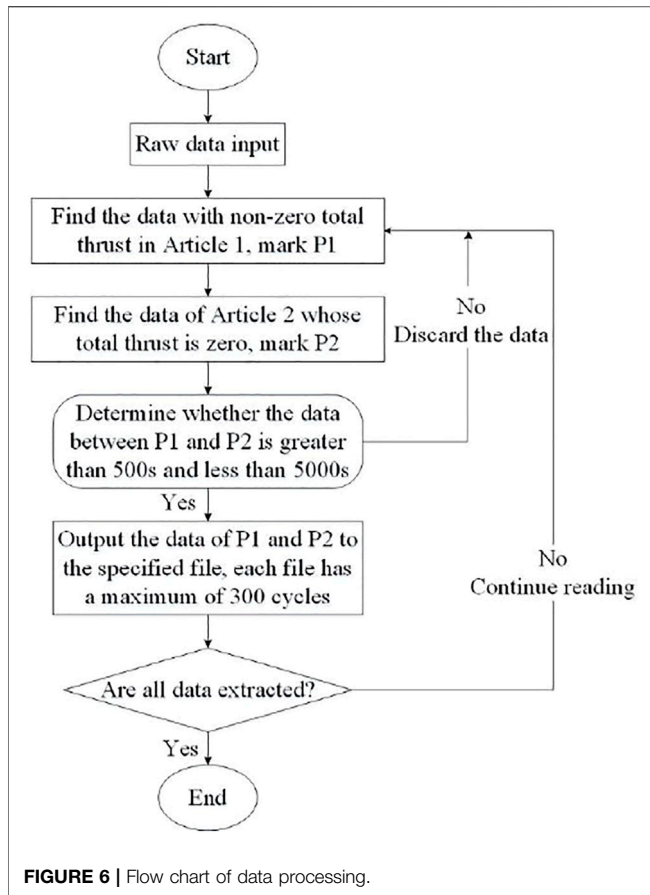 Start
Raw data input
Find the data with non-zero total
thrust in Article 1, mark P1
Find the data of Article 2 whose
total thrust is zero, mark P2
No
Discard the data
Determine whether the data
between P1 and P2 is greater
than 500s and less than 5000s
Yes
Output the data of P1 and P2 to
the specified file, each file has
a maximum of 300 cycles
No
Continue reading
Are all data extracted?
Yes
End
FIGURE 6 | Flow chart of data processing.